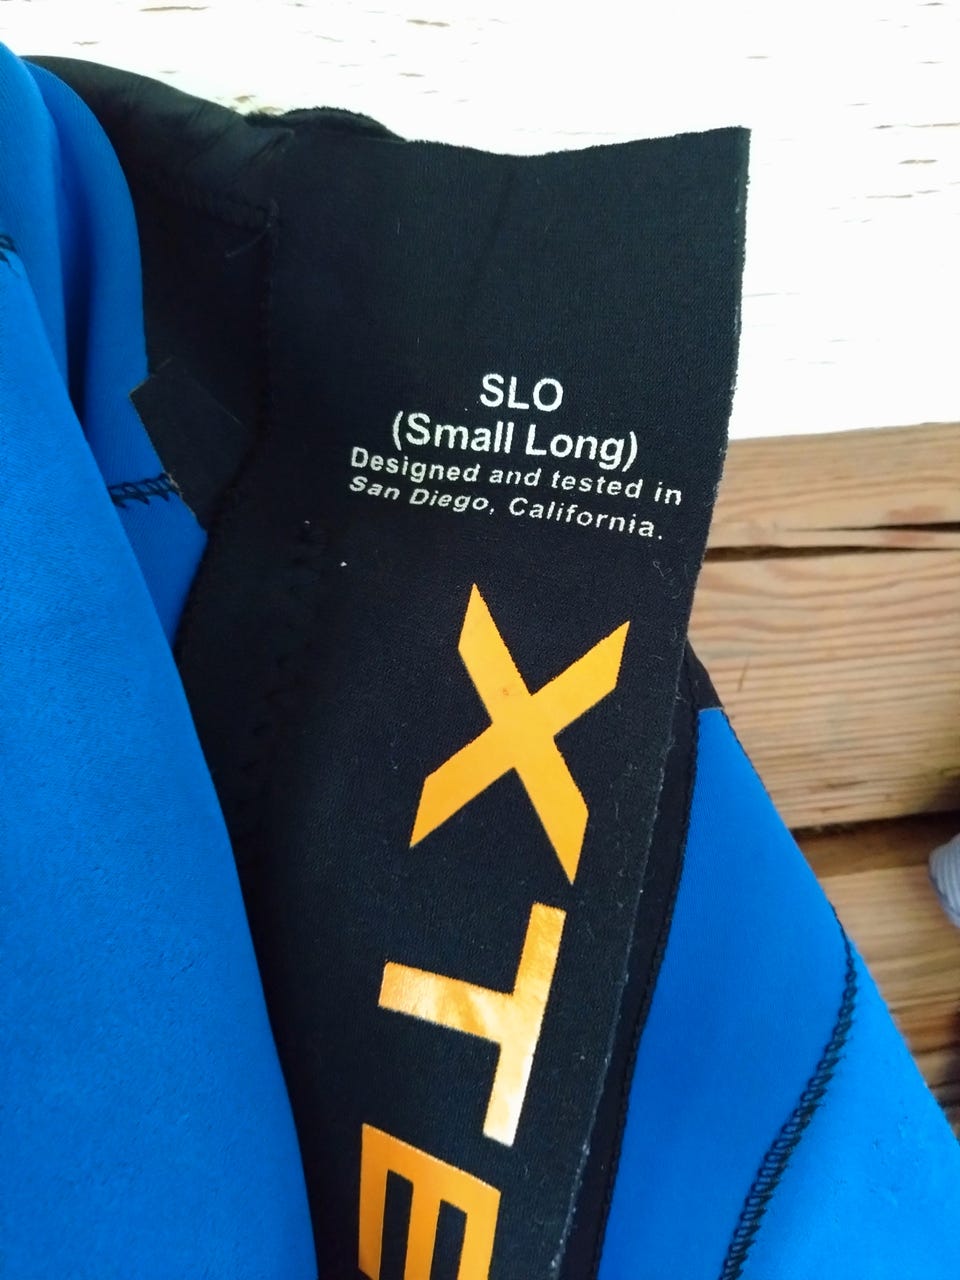 SLO
(Small Long)
Designed and tested in
San Diego, California.
XTE